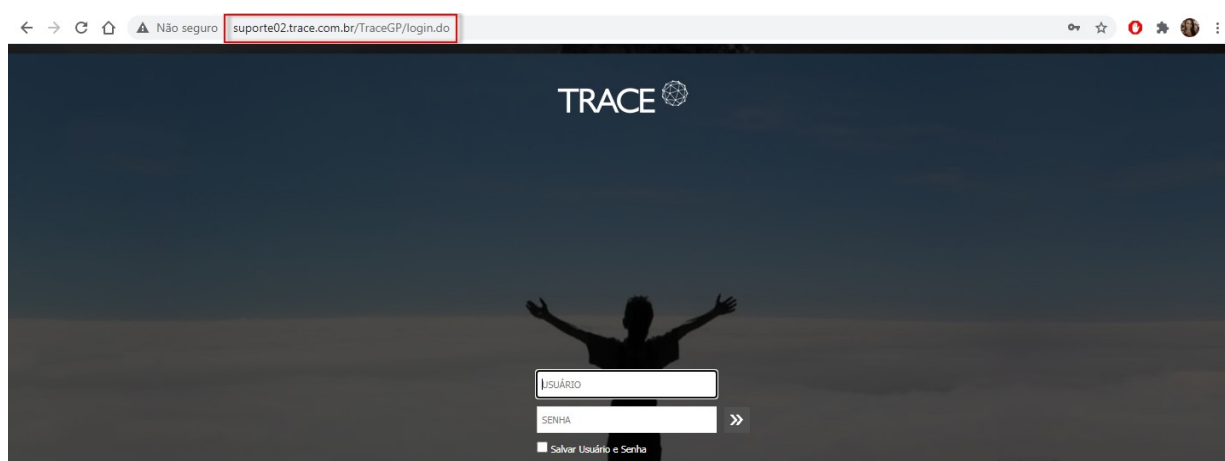 Não seguro suporte02.trace.com.br/TraceGP/login.do
TRACE
USUÁRIO
SENHA
Salvar Usuário e Senha